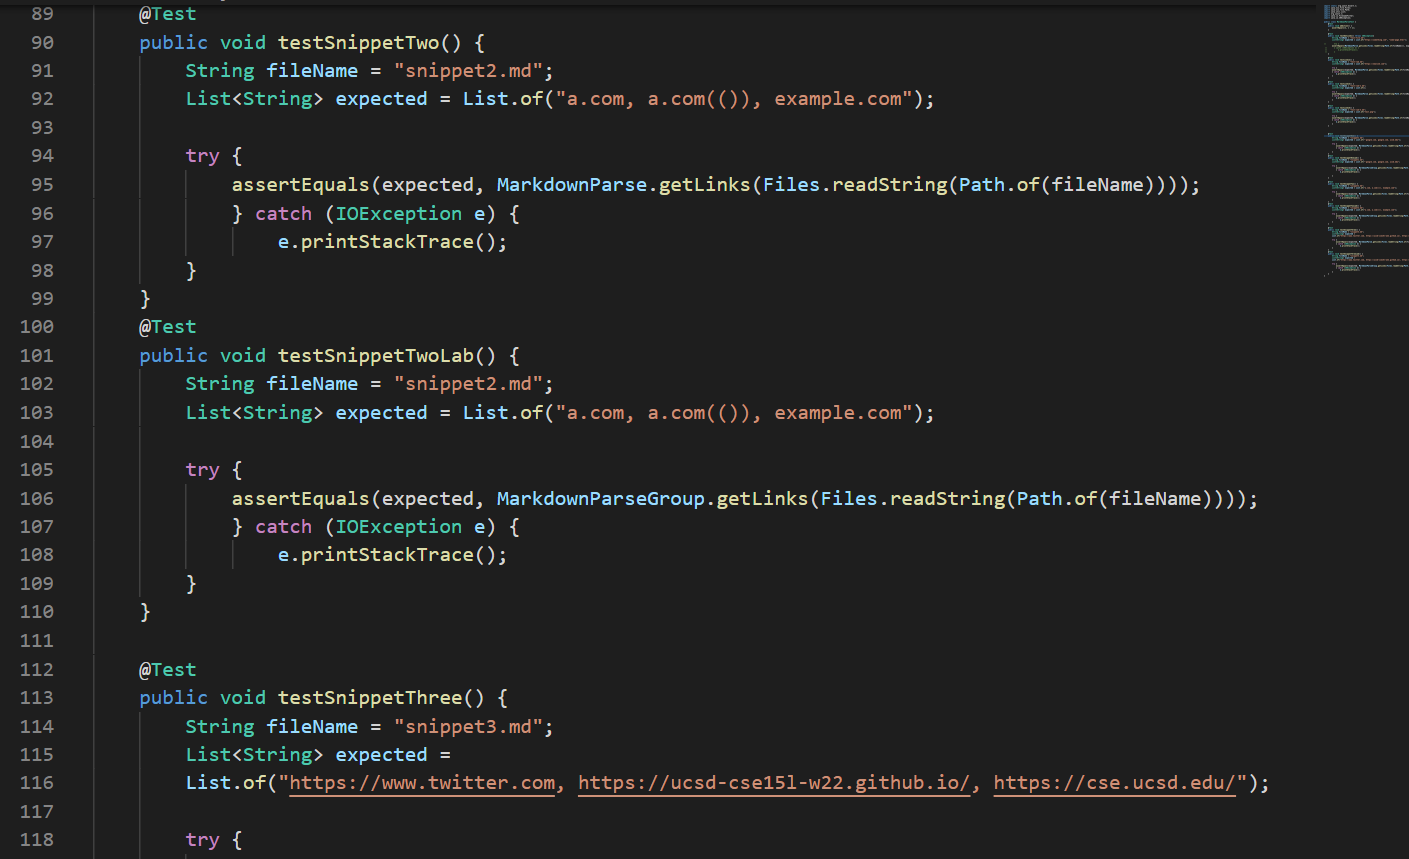 89 @Test
90 public void testSnippetTwo() {
91 String fileName = "snippet2.md";
92 List<String> expected = List.of("a.com, a.com(()), example.com");
93
94 try {
95 assertEquals(expected, MarkdownParse.getLinks(Files.readString(Path.of(fileName))));
96 } catch (IOException e) {
97 e.printStackTrace();
98 }
99 }
100 @Test
101 public void testSnippetTwoLab() {
102 String fileName = "snippet2.md";
103 List<String> expected = List.of("a.com, a.com(()), example.com");
104
105 try {
106 assertEquals(expected, MarkdownParseGroup.getLinks(Files.readString(Path.of(fileName))));
107 } catch (IOException e) {
108 e.printStackTrace();
109 }
110 }
111
112 @Test
113 public void testSnippetThree() {
114 String fileName = "snippet3.md";
115 List<String> expected =
116 List.of("https://www.twitter.com, https://ucsd-cse15l-w22.github.io/, https://cse.ucsd.edu/");
117
118 try {